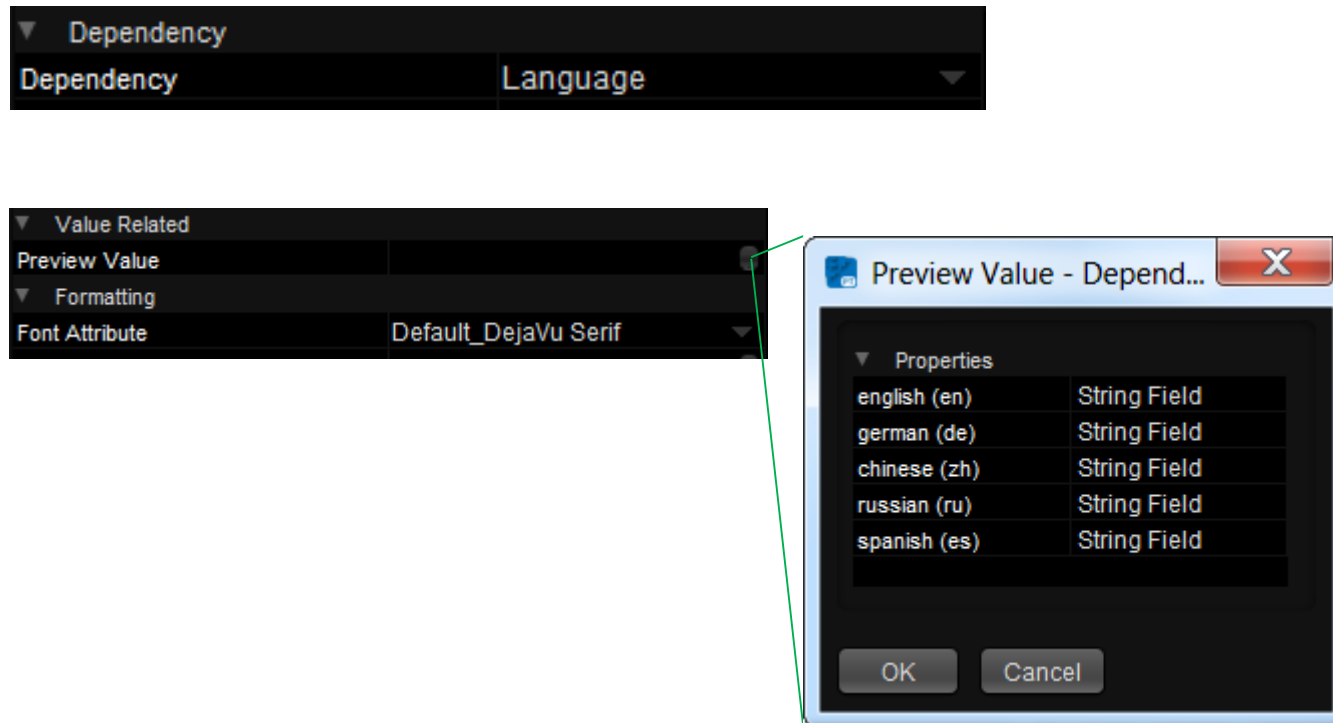 Dependency
Dependency Language
Value Related
Preview Value
Formatting
Font Attribute Default_DejaVu Serif
Preview Value - Depend...
Properties
english (en) String Field
german (de) String Field
chinese (zh) String Field
russian (ru) String Field
spanish (es) String Field
OK Cancel